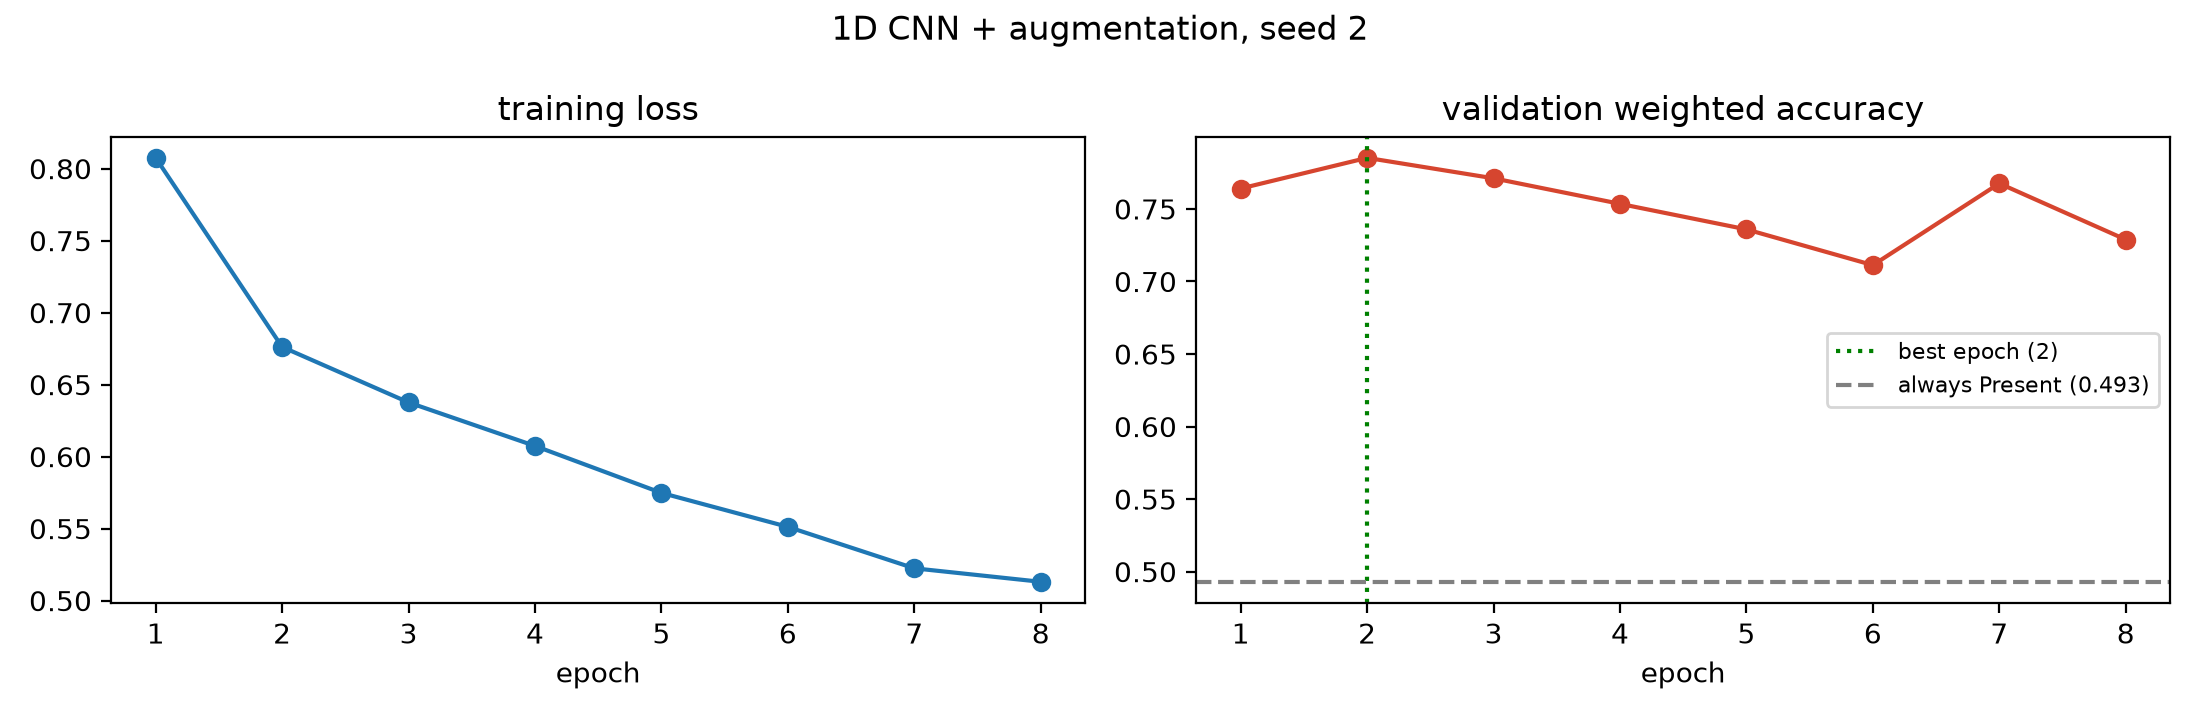 1D CNN + augmentation, seed 2
training loss
0.80
0.75
0.70
0.65
0.60
0.55
0.50
1 2 3 4 5 6 7 8
epoch
validation weighted accuracy
0.75
0.70
0.65
0.60
0.55
0.50
best epoch (2)
always Present (0.493)
1 2 3 4 5 6 7 8
epoch